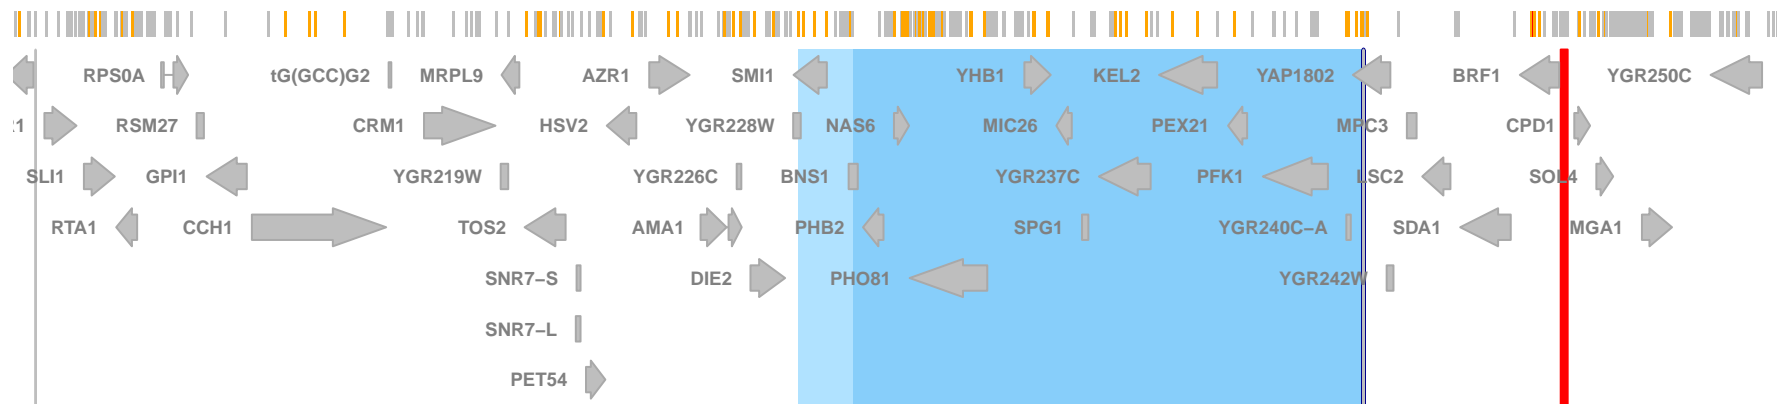 RPS0A tG(GCC)G2 MRPL9 AZR1 SMI1 YHB1 KEL2 YAP1802 BRF1 YGR250C
RSM27 CRM1 HSV2 YGR228W NAS6 MIC26 PEX21 MPC3 CPD1
SLI1 GPI1 YGR219W YGR226C BNS1 YGR237C PFK1 LSC2 SOL4
RTA1 CCH1 TOS2 AMA1 PHB2 SPG1 YGR240C−A SDA1 MGA1
SNR7−S DIE2 PHO81 YGR242W
SNR7−L
PET54